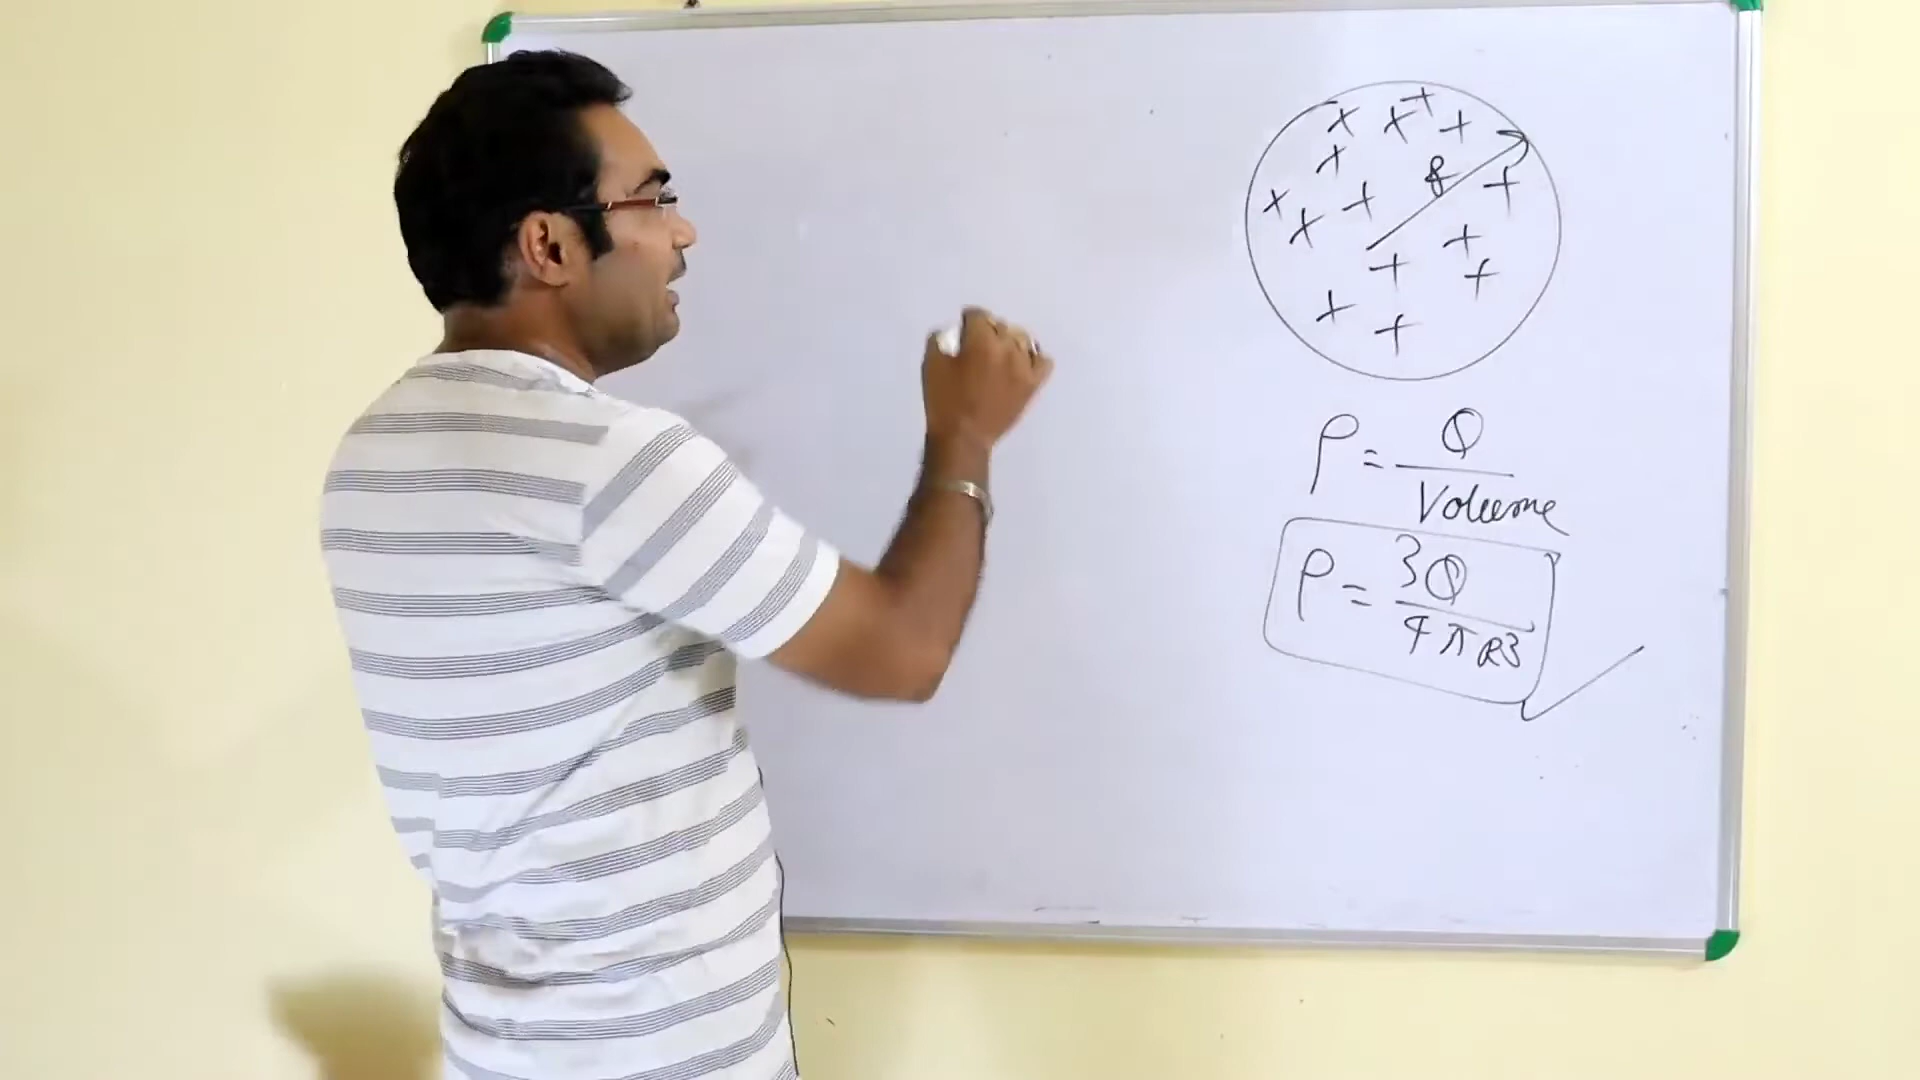 R
ρ = Q / Volume
ρ = 3Q / 4πR3